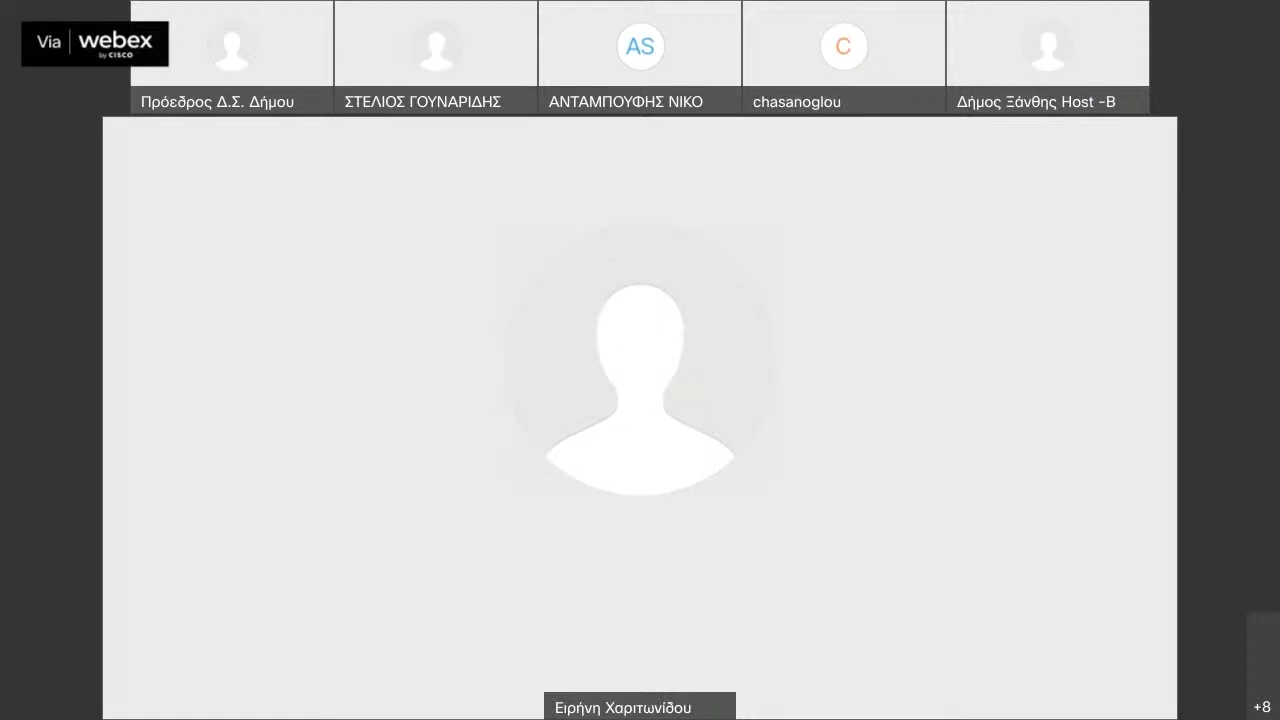 Via webex
by CISCO
Πρόεδρος Δ.Σ. Δήμου
ΣΤΕΛΙΟΣ ΓΟΥΝΑΡΙΔΗΣ
AS
ΑΝΤΑΜΠΟΥΦΗΣ ΝΙΚΟ
C
chasanoglou
Δήμος Ξάνθης Host -B
Ειρήνη Χαριτωνίδου
+8